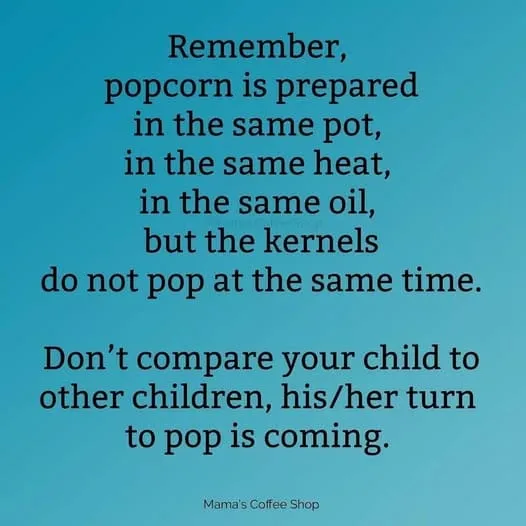 Remember,
popcorn is prepared
in the same pot,
in the same heat,
in the same oil,
but the kernels
do not pop at the same time.
Don't compare your child to
other children, his/her turn
to pop is coming.
Mama's Coffee Shop